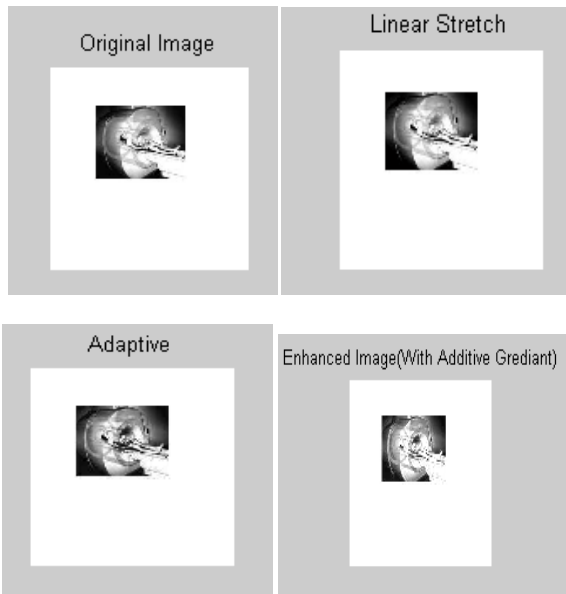 Original Image
Linear Stretch
Adaptive
Enhanced Image(With Additive Grediant)